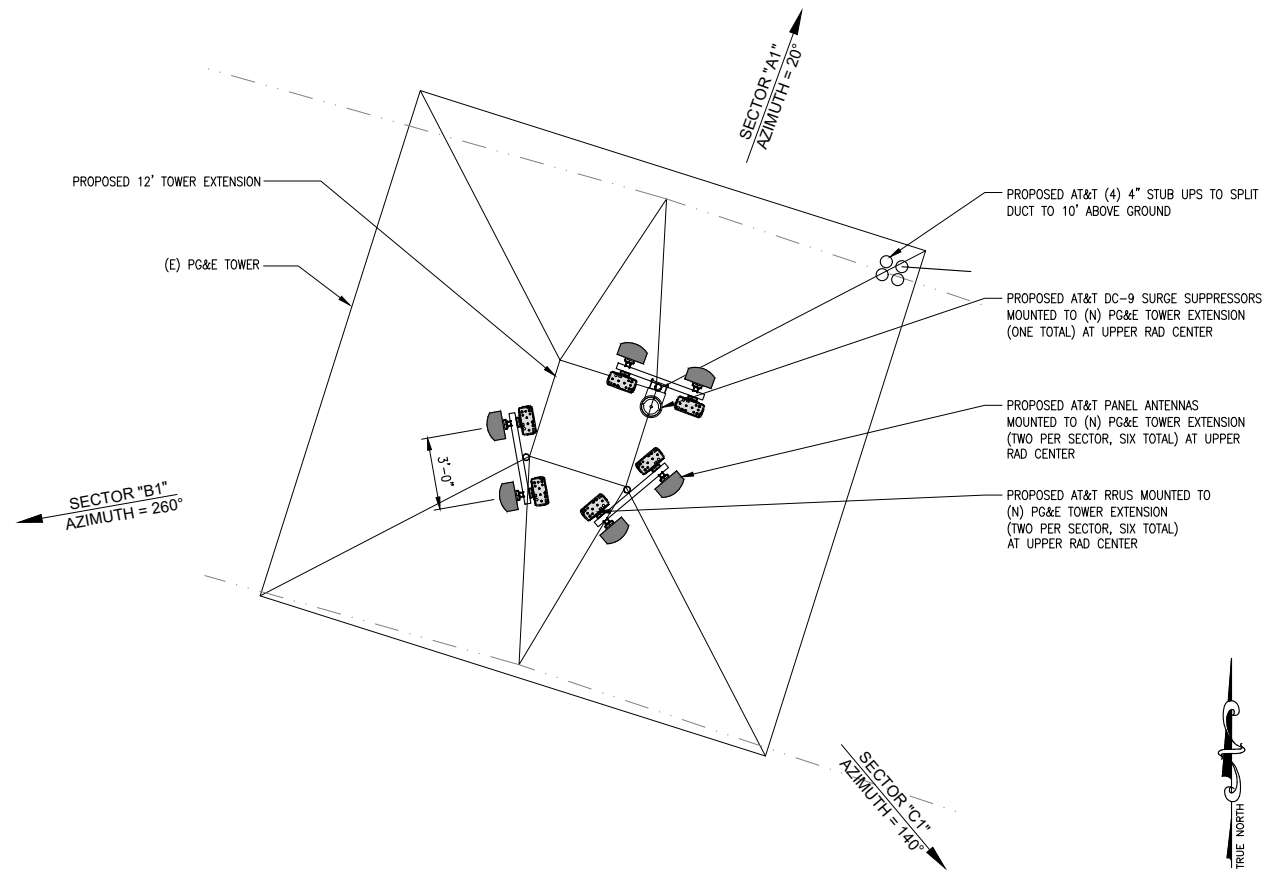 SECTOR "A1"
AZIMUTH = 20°
PROPOSED 12' TOWER EXTENSION
(E) PG&E TOWER
PROPOSED AT&T (4) 4" STUB UPS TO SPLIT
DUCT TO 10' ABOVE GROUND
PROPOSED AT&T DC-9 SURGE SUPPRESSORS
MOUNTED TO (N) PG&E TOWER EXTENSION
(ONE TOTAL) AT UPPER RAD CENTER
PROPOSED AT&T PANEL ANTENNAS
MOUNTED TO (N) PG&E TOWER EXTENSION
(TWO PER SECTOR, SIX TOTAL) AT UPPER
RAD CENTER
3'-0"
SECTOR "B1"
AZIMUTH = 260°
PROPOSED AT&T RRUS MOUNTED TO
(N) PG&E TOWER EXTENSION
(TWO PER SECTOR, SIX TOTAL)
AT UPPER RAD CENTER
SECTOR "C1"
AZIMUTH = 140°
TRUE NORTH